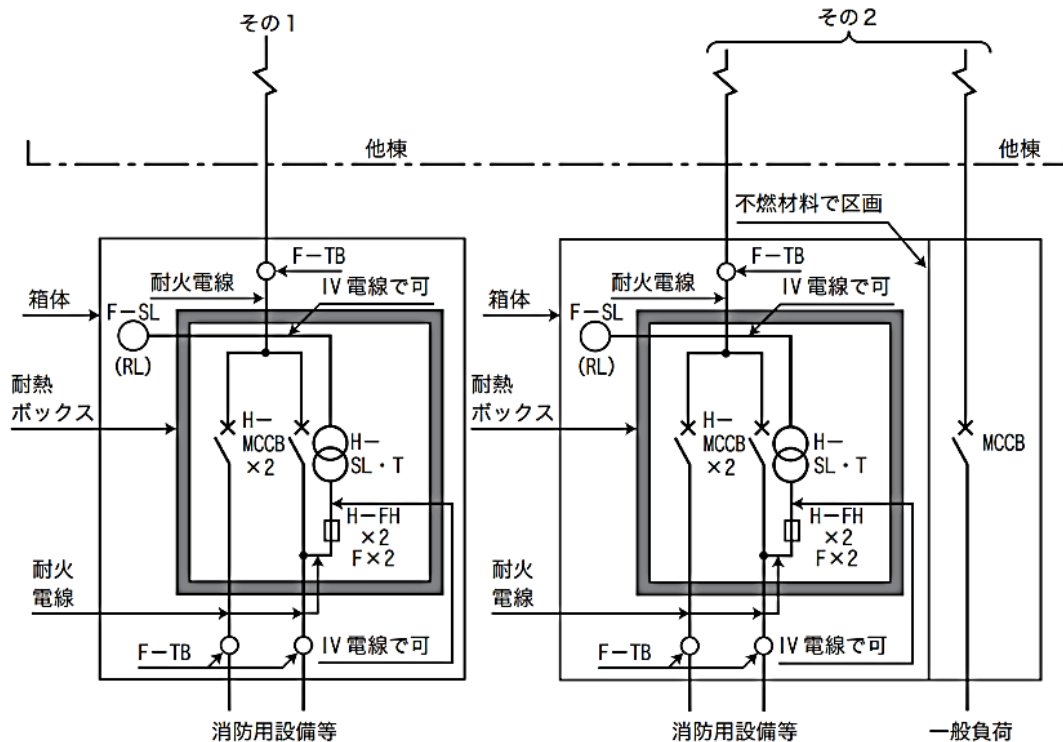 その1
その2
他棟
他棟
不燃材料で区画
F-TB
耐火電線
IV電線で可
箱体
F-SL
(RL)
耐熱
ボックス
H-
MCCB
×2
H-
SL・T
H-FH
×2
F×2
耐火
電線
F-TB
IV電線で可
消防用設備等
F-TB
耐火電線
IV電線で可
箱体
F-SL
(RL)
耐熱
ボックス
H-
MCCB
×2
H-
SL・T
MCCB
H-FH
×2
F×2
耐火
電線
F-TB
IV電線で可
消防用設備等
一般負荷